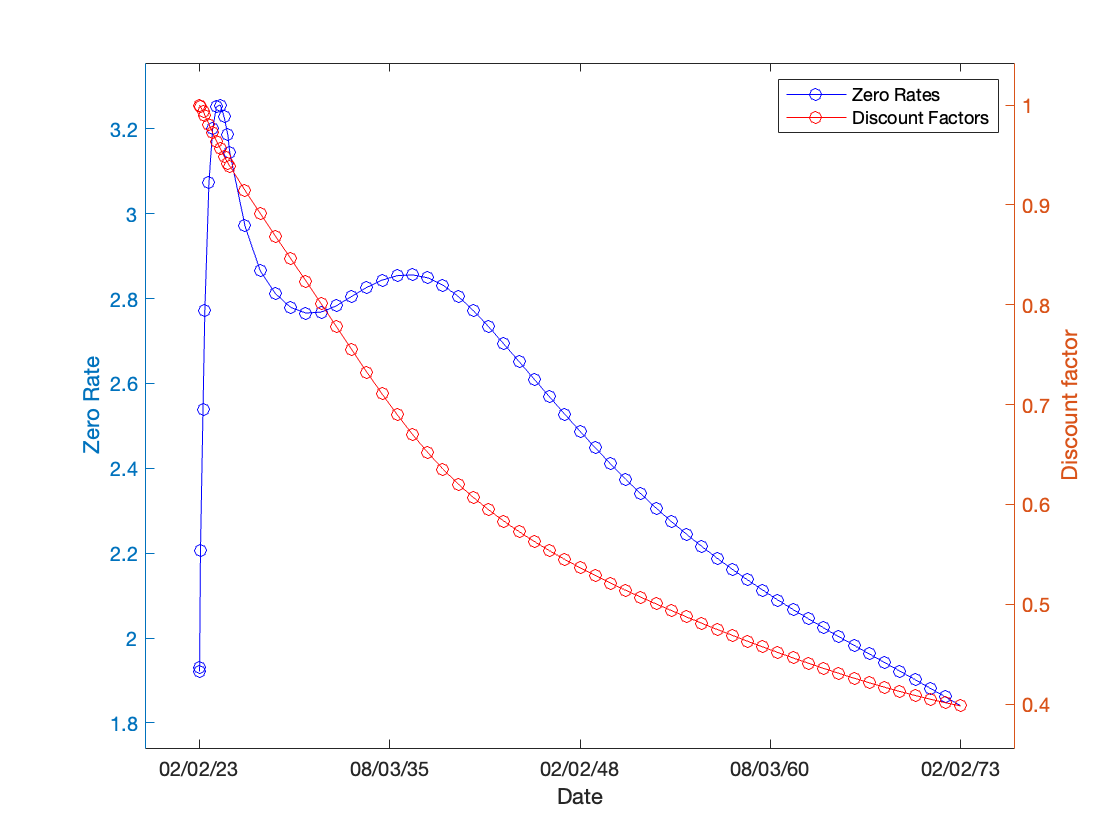 Zero Rates
Discount Factors
3.2
3
2.8
2.6
2.4
2.2
2
1.8
Zero Rate
1
0.9
0.8
0.7
0.6
0.5
0.4
Discount factor
02/02/23 08/03/35 02/02/48 08/03/60 02/02/73
Date